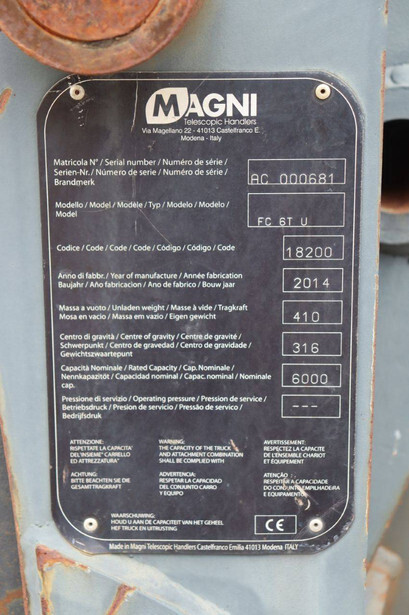 MAGNI
Telescopic Handlers
Via Magellano 22 - 41013 Castelfranco E.
Modena - Italy
Matricola N° / Serial number / Numéro de série /
Serien-Nr. / Número de serie / Numéro de série /
Brandmerk
AC 000681
Modello / Model / Modèle / Typ / Modelo / Modelo /
Model
FC 6T U
Codice / Code / Code / Code / Código / Código / Code
18200
Anno di fabbr. / Year of manufacture / Année fabrication
Baujahr / Año fabricacion / Ano de fabrico / Bouw jaar
2014
Massa a vuoto / Unladen weight / Masse à vide / Tragkraft
Mosa en vacio / Massa em vazio / Eigen gewicht
410
Centro di gravità / Centre of gravity / Centre de gravité /
Schwerpunkt / Centro de gravedad / Centro de gravidade /
Gewichtszwaartepunt
316
Capacità Nominale / Rated Capacity / Cap. Nominale /
Nennkapazität / Capacidad nominal / Capac. nominal / Nominale
cap.
6000
Pressione di servizio / Operating pressure / Pression de service /
Betriebsdruck / Presion de servicio / Pressão de servico /
Bedrijfsdruk
---
ATTENZIONE:
RISPETTATE LA CAPACITA'
DEL'INSIEME' CARRELLO
ED ATTREZZATURA"
WARNING:
THE CAPACITY OF THE TRUCK
AND ATTACHMENT COMBINATION
SHALL BE COMPLIED WITH
AVERTISSEMENT:
RESPECTEZ LA CAPACITE
DE L'ENSEMBLE CHARIOT
ET ÉQUIPEMENT
ACHTUNG:
BITTE BEACHTEN SIE DIE
GESAMTTRAGKRAFT
ADVERTENCIA:
RESPETAR LA CAPACIDAD
DEL CONJUNTO CARRO
Y EQUIPO
ATENÇÃO:
RESPEITAR A CAPACIDADE
DO CONJUNTO EMPILHADEIRA
E EQUIPAMENTO
WAARSCHUWING:
HOUD U AAN DE CAPACITEIT VAN HET GEHEEL
HEF TRUCK EN UITRUSTING
CE
Made in Magni Telescopic Handlers Castelfranco Emilia 41013 Modena ITALY